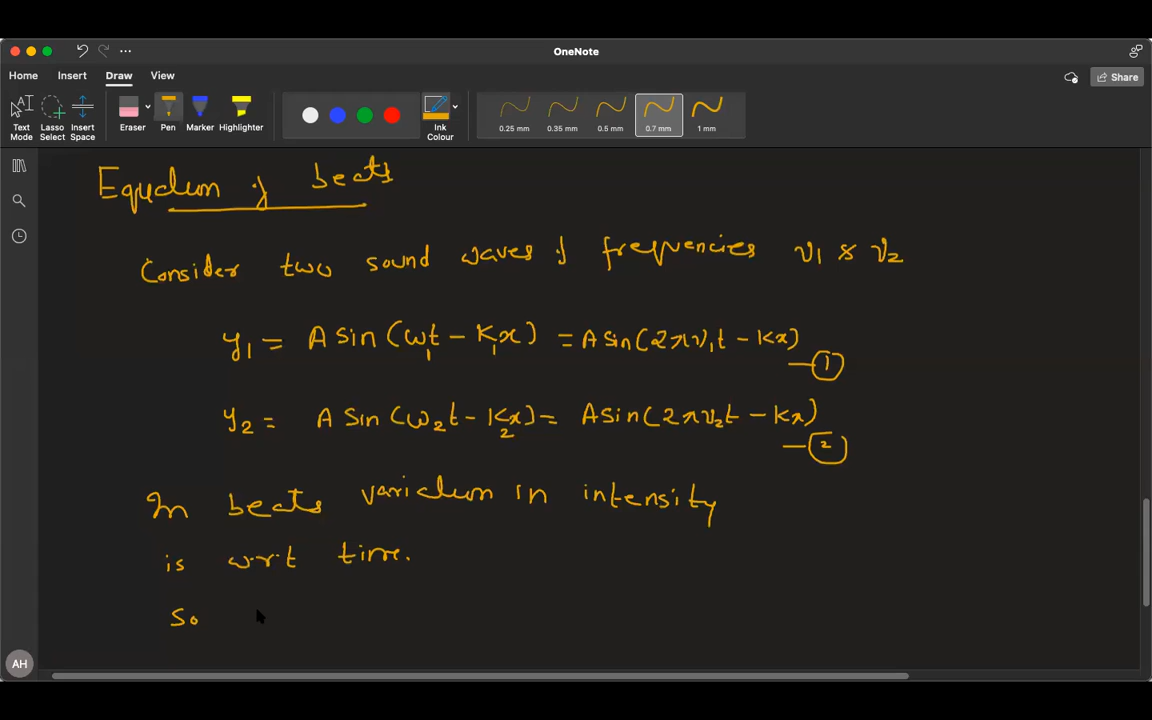 OneNote
Home Insert Draw View Share
Text Mode Lasso Select Insert Space Eraser Pen Marker Highlighter Ink Colour 0.25 mm 0.35 mm 0.5 mm 0.7 mm 1 mm
Equation of beats
Consider two sound waves of frequencies ν1 & ν2
y1 = A sin(ω1t - K1x) = A sin(2πν1t - Kx)
—①
y2 = A sin(ω2t - K2x) = A sin(2πν2t - Kx)
—②
In beats variation in intensity
is w.r.t time.
So
AH